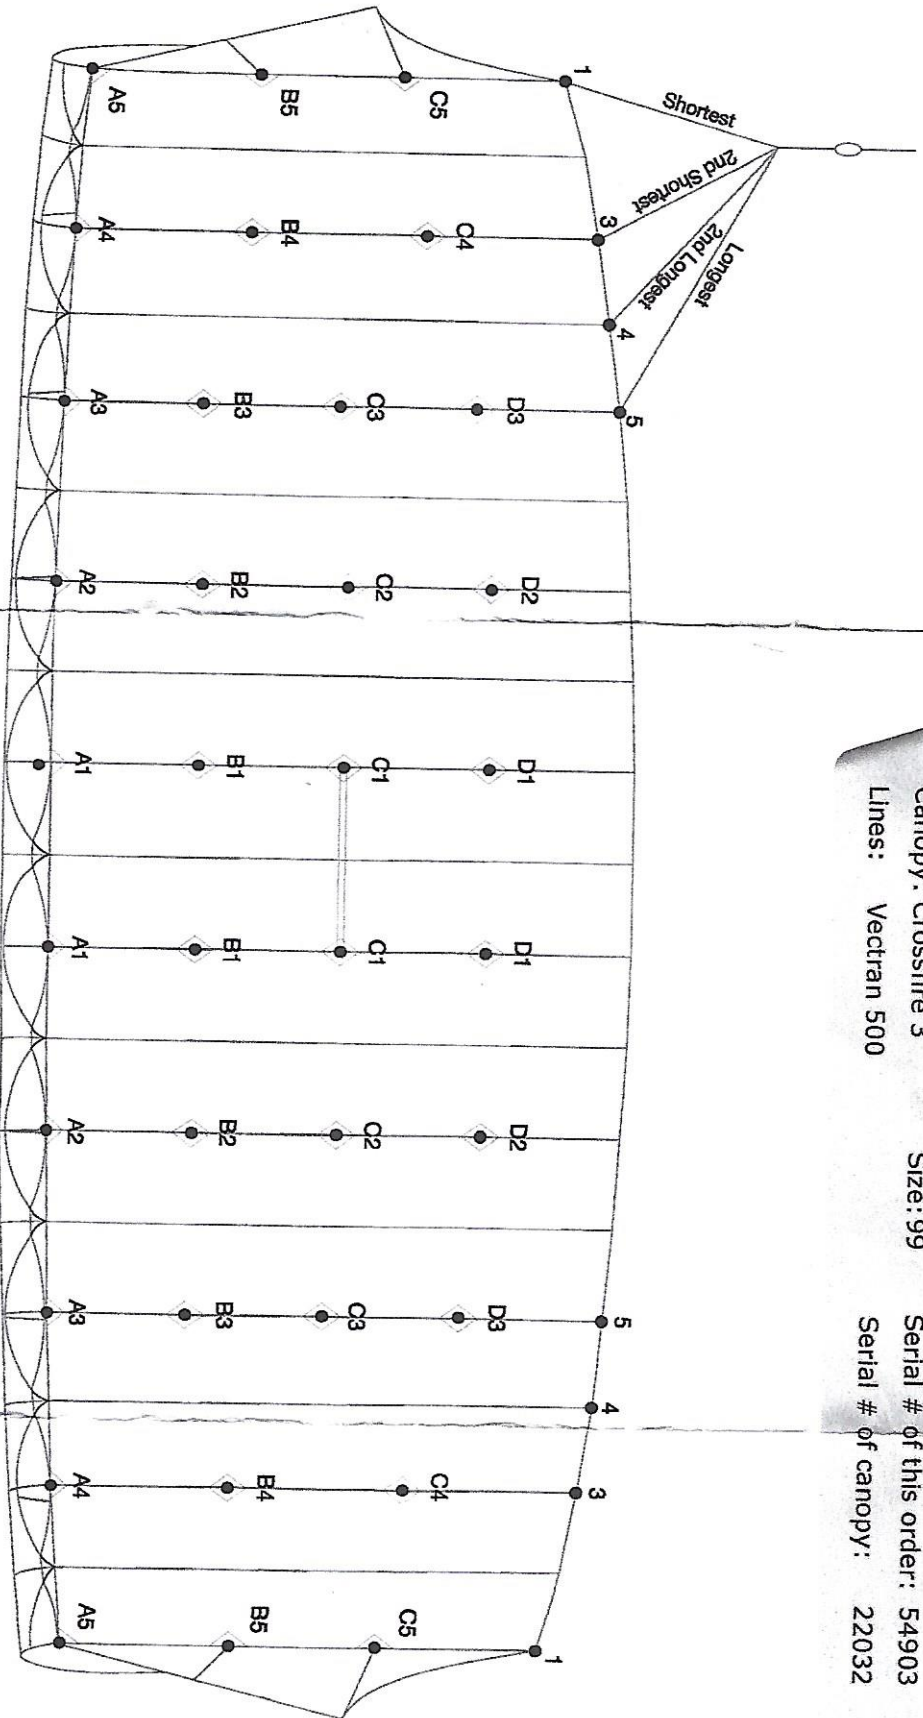 Canopy: Crossfire 3 Size: 99 Serial # of this order: 54903
Lines: Vectran 500 Serial # of canopy: 22032
Shortest
2nd Shortest
2nd Longest
Longest
1 3 4 5 5 4 3 1
D3 D2 D1 D1 D2 D3
C5 C4 C3 C2 C1 C1 C2 C3 C4 C5
B5 B4 B3 B2 B1 B1 B2 B3 B4 B5
A5 A4 A3 A2 A1 A1 A2 A3 A4 A5